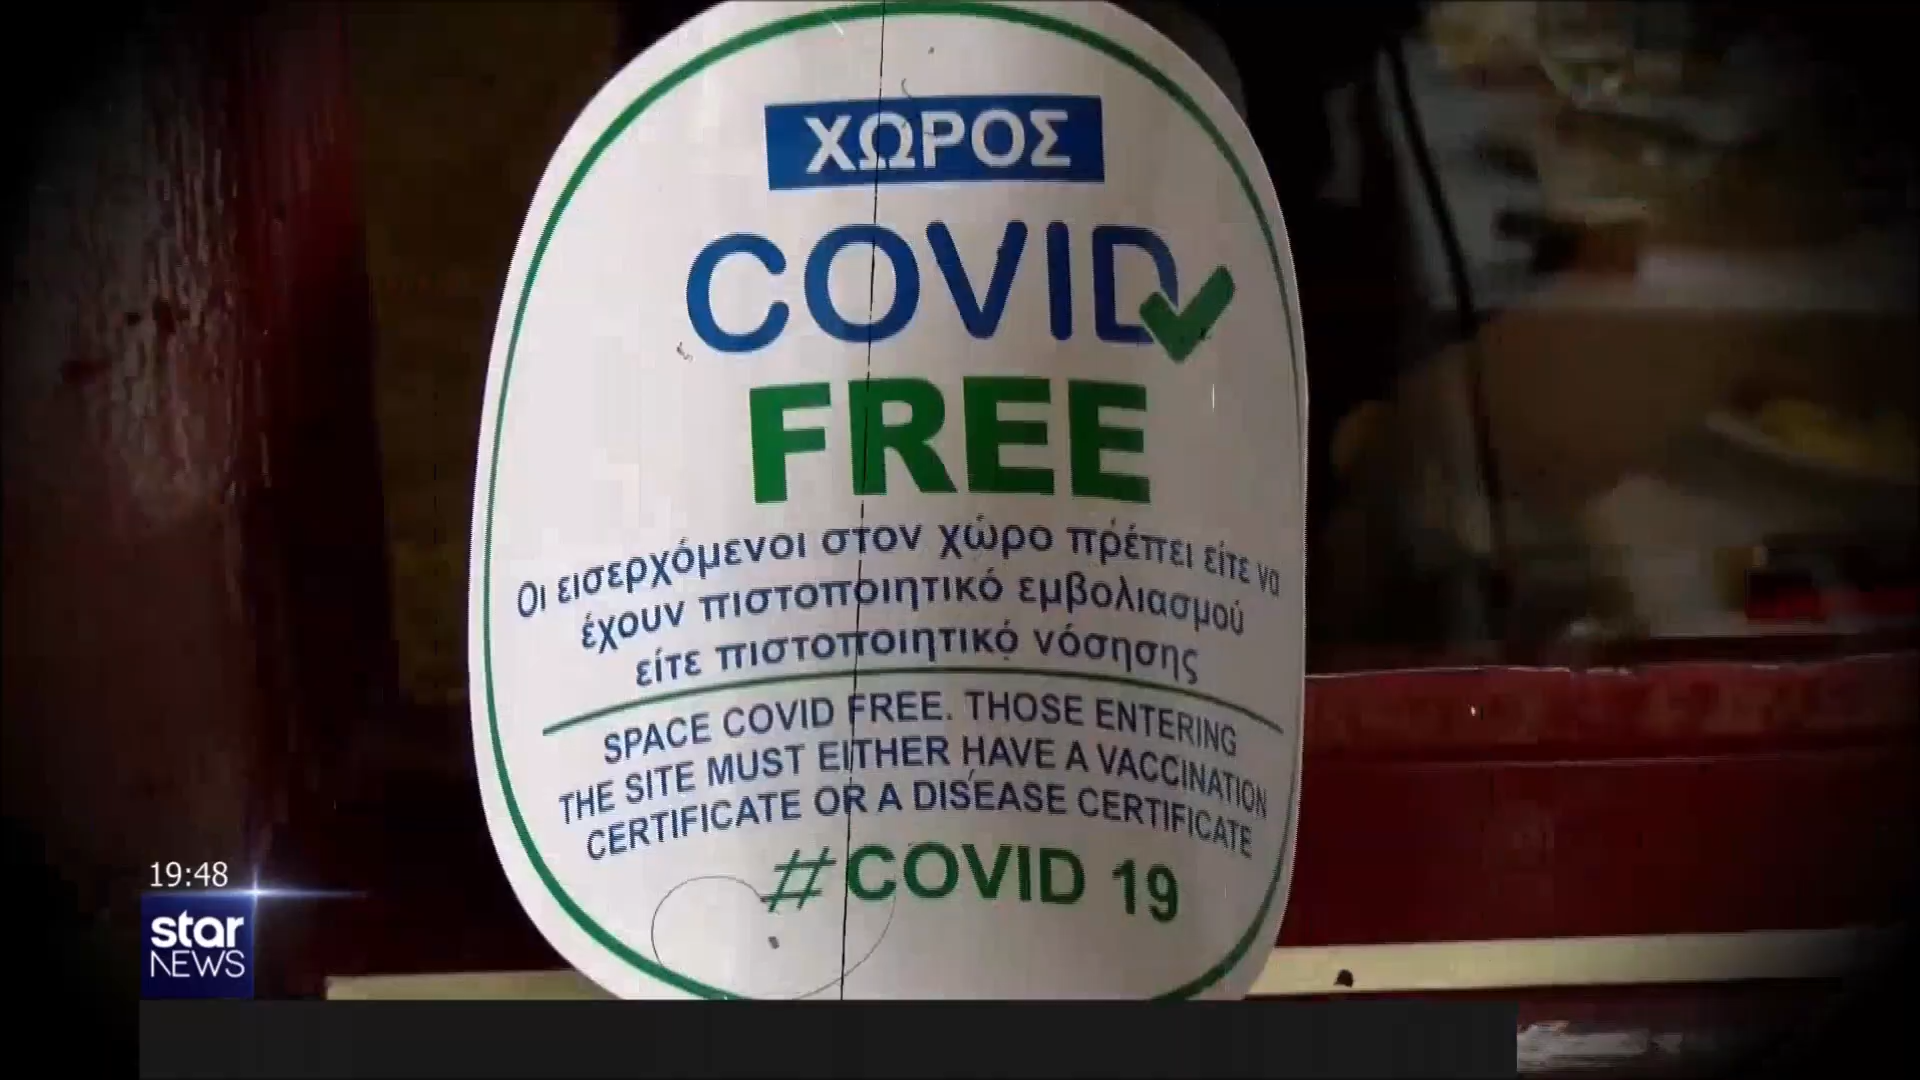 ΧΩΡΟΣ
COVID
FREE
Οι εισερχόμενοι στον χώρο πρέπει είτε να
έχουν πιστοποιητικό εμβολιασμού
είτε πιστοποιητικό νόσησης
SPACE COVID FREE. THOSE ENTERING
THE SITE MUST EITHER HAVE A VACCINATION
CERTIFICATE OR A DISEASE CERTIFICATE
#COVID 19
19:48
star
NEWS